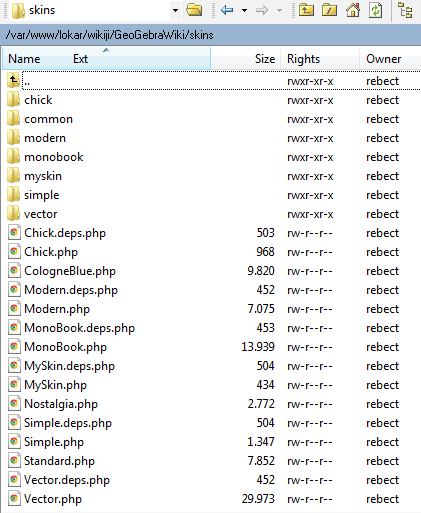 skins
/var/www/lokar/wikiji/GeoGebraWiki/skins
Name Ext Size Rights Owner
.. rwxr-xr-x rebect
chick rwxr-xr-x rebect
common rwxr-xr-x rebect
modern rwxr-xr-x rebect
monobook rwxr-xr-x rebect
myskin rwxr-xr-x rebect
simple rwxr-xr-x rebect
vector rwxr-xr-x rebect
Chick.deps.php 503 rw-r--r-- rebect
Chick.php 968 rw-r--r-- rebect
CologneBlue.php 9.820 rw-r--r-- rebect
Modern.deps.php 452 rw-r--r-- rebect
Modern.php 7.075 rw-r--r-- rebect
MonoBook.deps.php 453 rw-r--r-- rebect
MonoBook.php 13.939 rw-r--r-- rebect
MySkin.deps.php 504 rw-r--r-- rebect
MySkin.php 434 rw-r--r-- rebect
Nostalgia.php 2.772 rw-r--r-- rebect
Simple.deps.php 504 rw-r--r-- rebect
Simple.php 1.347 rw-r--r-- rebect
Standard.php 7.852 rw-r--r-- rebect
Vector.deps.php 452 rw-r--r-- rebect
Vector.php 29.973 rw-r--r-- rebect